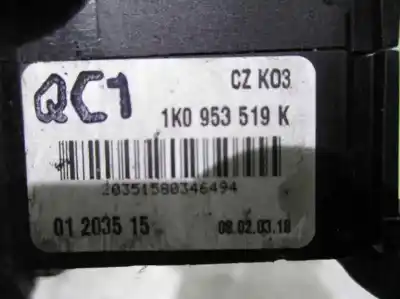 QC1
CZ K03
1K0 953 519 K
20351580346494
01 2035 15
08.02.03.10